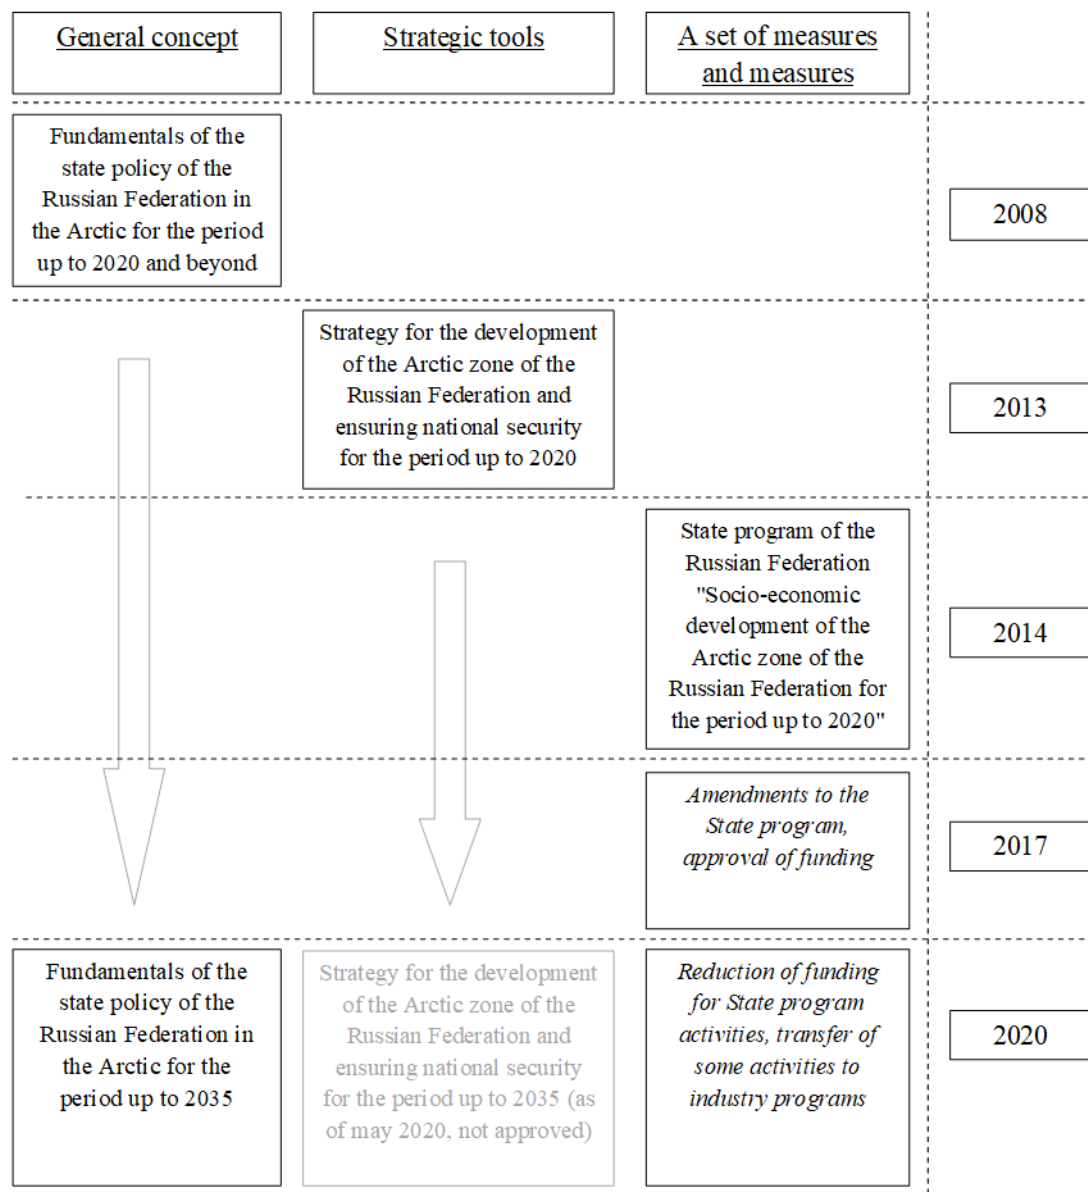 General concept
Strategic tools
A set of measures
and measures
Fundamentals of the
state policy of the
Russian Federation in
the Arctic for the period
up to 2020 and beyond
2008
Strategy for the development
of the Arctic zone of the
Russian Federation and
ensuring national security
for the period up to 2020
2013
State program of the
Russian Federation
"Socio-economic
development of the
Arctic zone of the
Russian Federation for
the period up to 2020"
2014
Amendments to the
State program,
approval of funding
2017
Fundamentals of the
state policy of the
Russian Federation in
the Arctic for the
period up to 2035
Strategy for the development
of the Arctic zone of the
Russian Federation and
ensuring national security
for the period up to 2035 (as
of may 2020, not approved)
Reduction of funding
for State program
activities, transfer of
some activities to
industry programs
2020